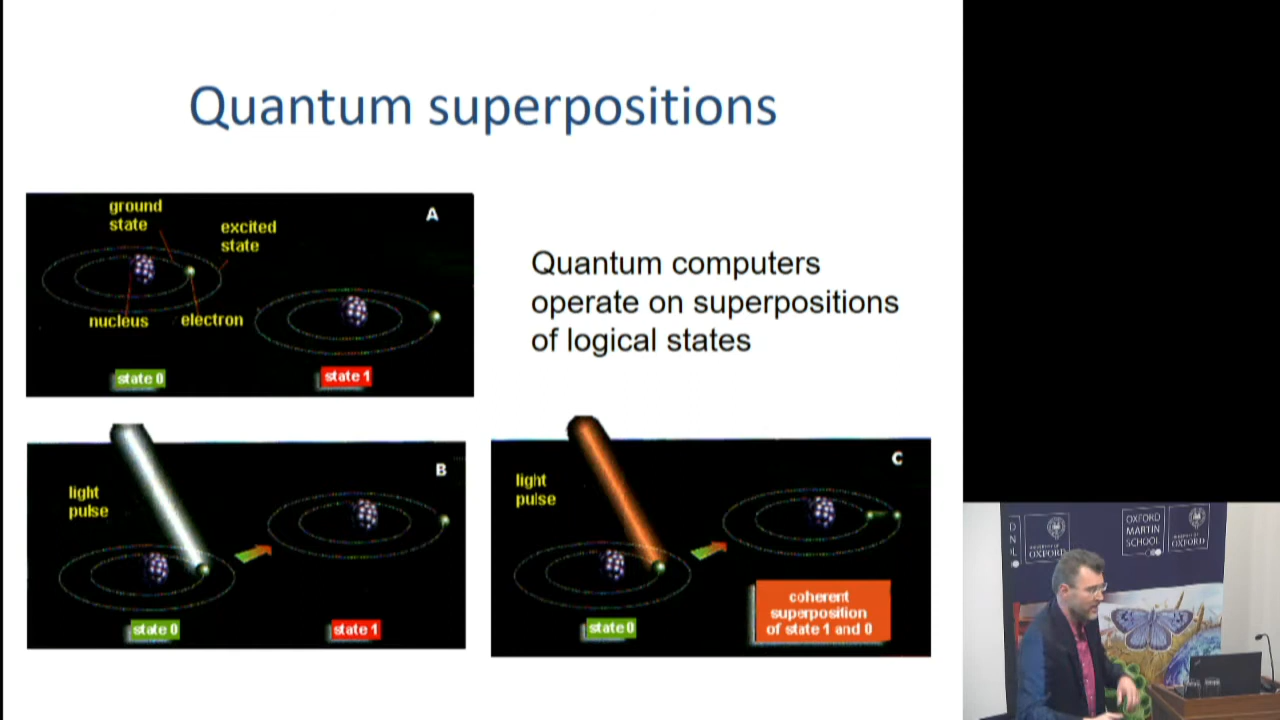 Quantum superpositions
ground
state
excited
state
A
nucleus
electron
state 0
state 1
Quantum computers
operate on superpositions
of logical states
B
light
pulse
state 0
state 1
C
light
pulse
state 0
coherent
superposition
of state 1 and 0
OXFORD
OXFORD
MARTIN
SCHOOL
OXFORD